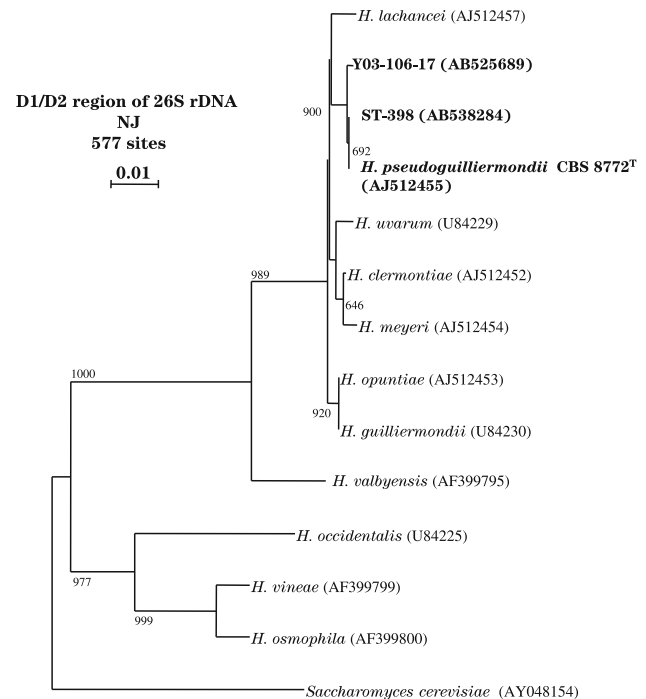 H. lachancei (AJ512457)
Y03-106-17 (AB525689)
D1/D2 region of 26S rDNA
NJ
577 sites
0.01
900
ST-398 (AB538284)
692
H. pseudoguilliermondii CBS 8772T
(AJ512455)
H. uvarum (U84229)
989
H. clermontiae (AJ512452)
646
H. meyeri (AJ512454)
1000
H. opuntiae (AJ512453)
920
H. guilliermondii (U84230)
H. valbyensis (AF399795)
H. occidentalis (U84225)
977
H. vineae (AF399799)
999
H. osmophila (AF399800)
Saccharomyces cerevisiae (AY048154)